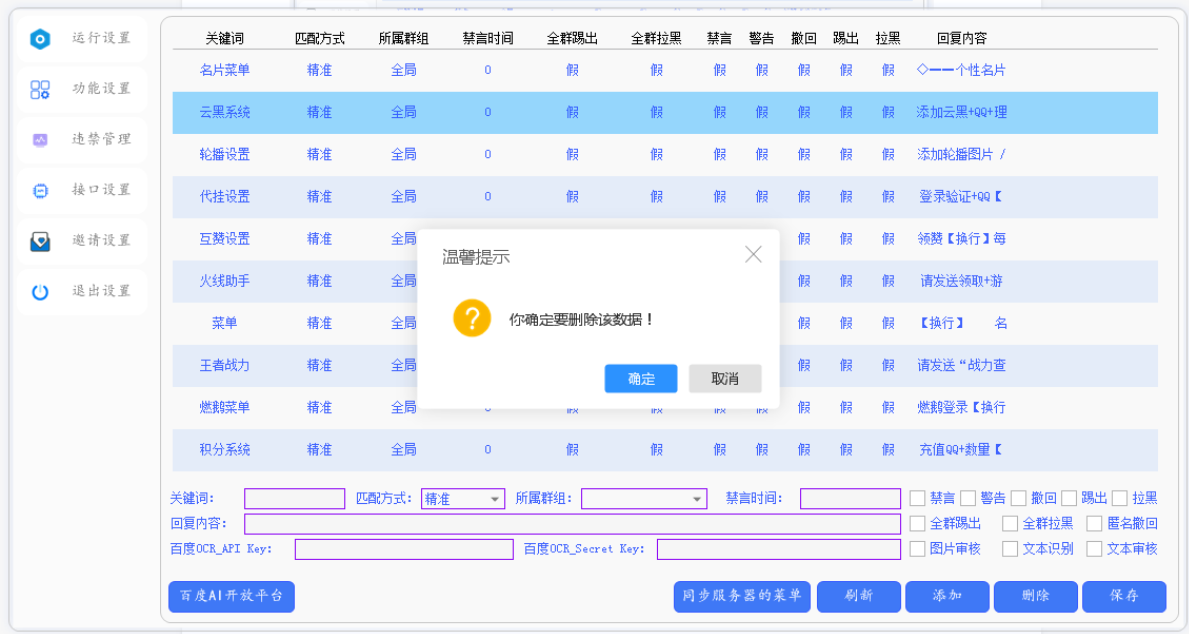 运行设置
功能设置
违禁管理
接口设置
邀请设置
退出设置
关键词 匹配方式 所属群组 禁言时间 全群踢出 全群拉黑 禁言 警告 撤回 踢出 拉黑 回复内容
名片菜单 精准 全局 0 假 假 假 假 假 假 假 ◇━━个性名片
云黑系统 精准 全局 0 假 假 假 假 假 假 假 添加云黑+QQ+理
轮播设置 精准 全局 0 假 假 假 假 假 假 假 添加轮播图片 /
代挂设置 精准 全局 0 假 假 假 假 假 假 假 登录验证+QQ【
互赞设置 精准 全局 假 假 假 领赞【换行】每
火线助手 精准 全局 假 假 假 请发送领取+游
菜单 精准 全局 假 假 假 【换行】 名
王者战力 精准 全局 假 假 假 请发送“战力查
燃鹅菜单 精准 全局 0 假 假 假 假 假 假 假 燃鹅登录【换行
积分系统 精准 全局 0 假 假 假 假 假 假 假 充值QQ+数量【
温馨提示
你确定要删除该数据！
确定 取消
关键词: 匹配方式: 精准 所属群组: 禁言时间: 禁言 警告 撤回 踢出 拉黑
回复内容: 全群踢出 全群拉黑 匿名撤回
百度OCR_API Key: 百度OCR_Secret Key: 图片审核 文本识别 文本审核
百度AI开放平台 同步服务器的菜单 刷新 添加 删除 保存